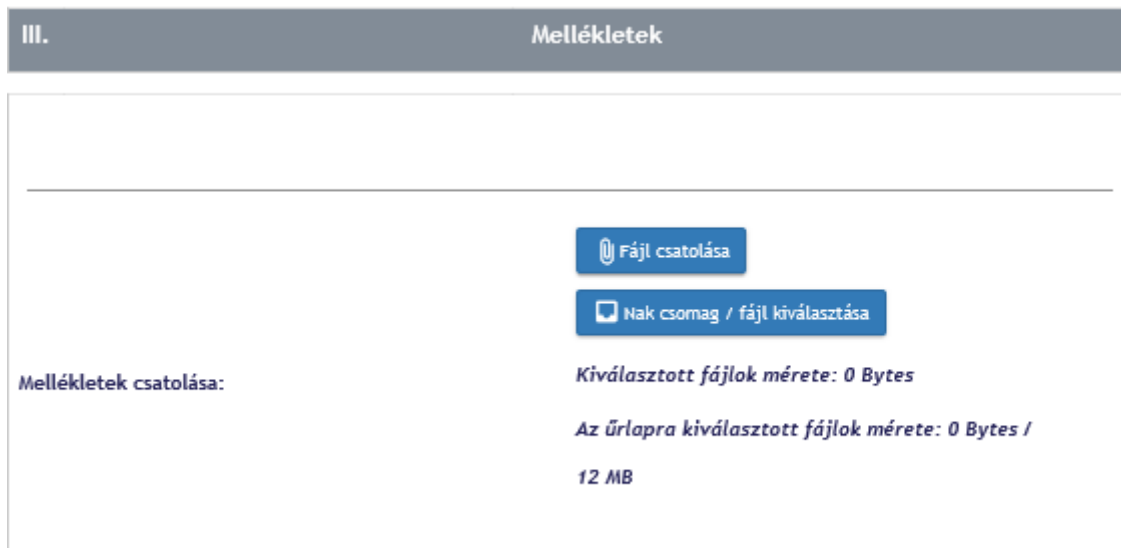 III. Mellékletek
Fájl csatolása
Nak csomag / fájl kiválasztása
Mellékletek csatolása:
Kiválasztott fájlok mérete: 0 Bytes
Az űrlapra kiválasztott fájlok mérete: 0 Bytes /
12 MB